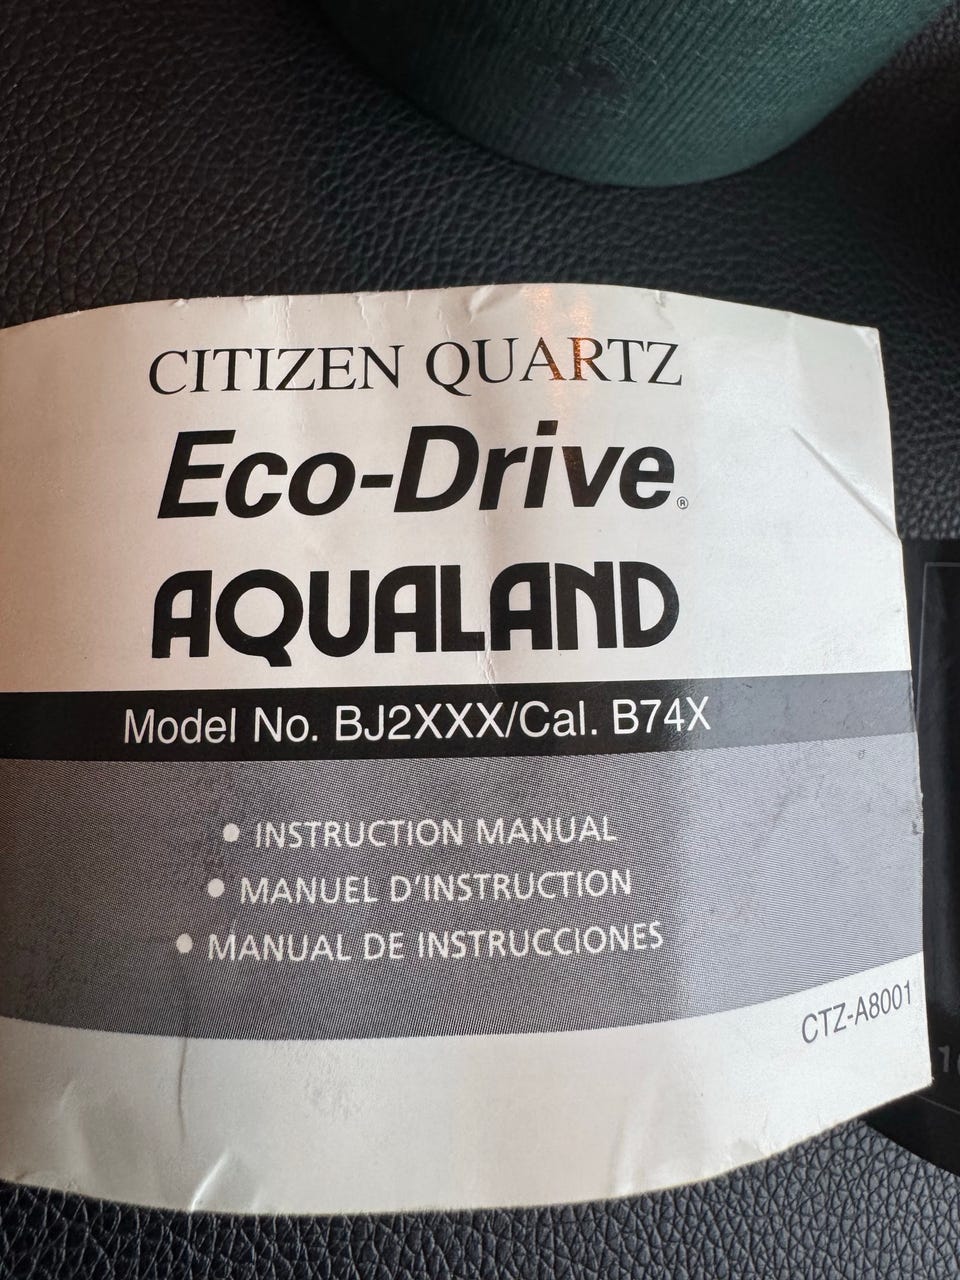 CITIZEN QUARTZ
Eco-Drive®
AQUALAND
Model No. BJ2XXX/Cal. B74X
• INSTRUCTION MANUAL
• MANUEL D'INSTRUCTION
• MANUAL DE INSTRUCCIONES
CTZ-A8001